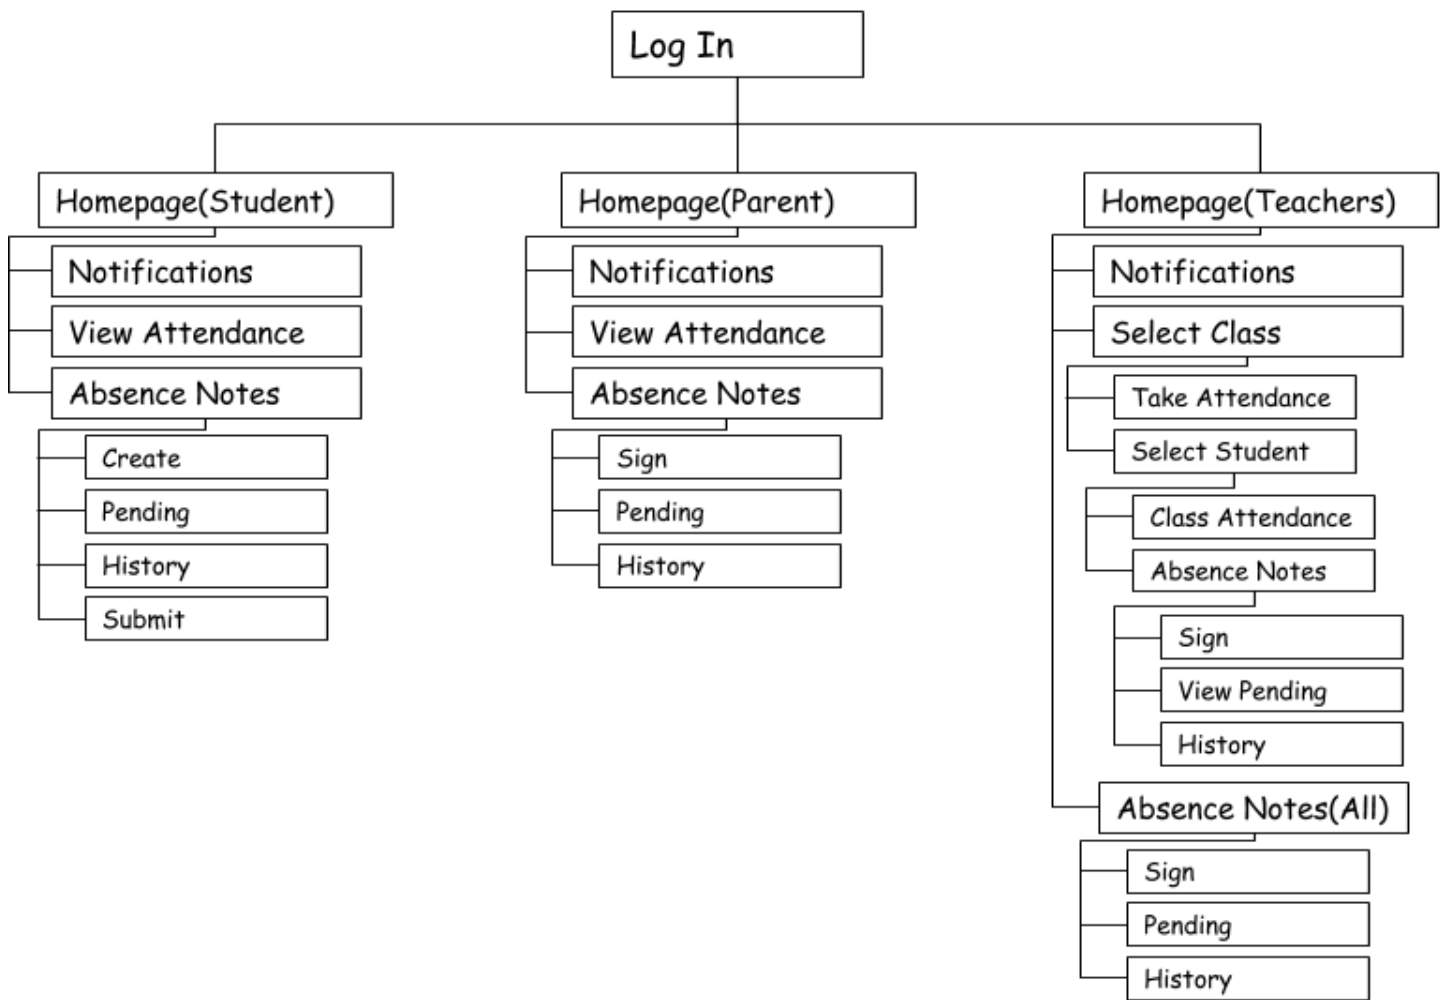 Log In
Homepage(Student)
Notifications
View Attendance
Absence Notes
Create
Pending
History
Submit
Homepage(Parent)
Notifications
View Attendance
Absence Notes
Sign
Pending
History
Homepage(Teachers)
Notifications
Select Class
Take Attendance
Select Student
Class Attendance
Absence Notes
Sign
View Pending
History
Absence Notes(All)
Sign
Pending
History